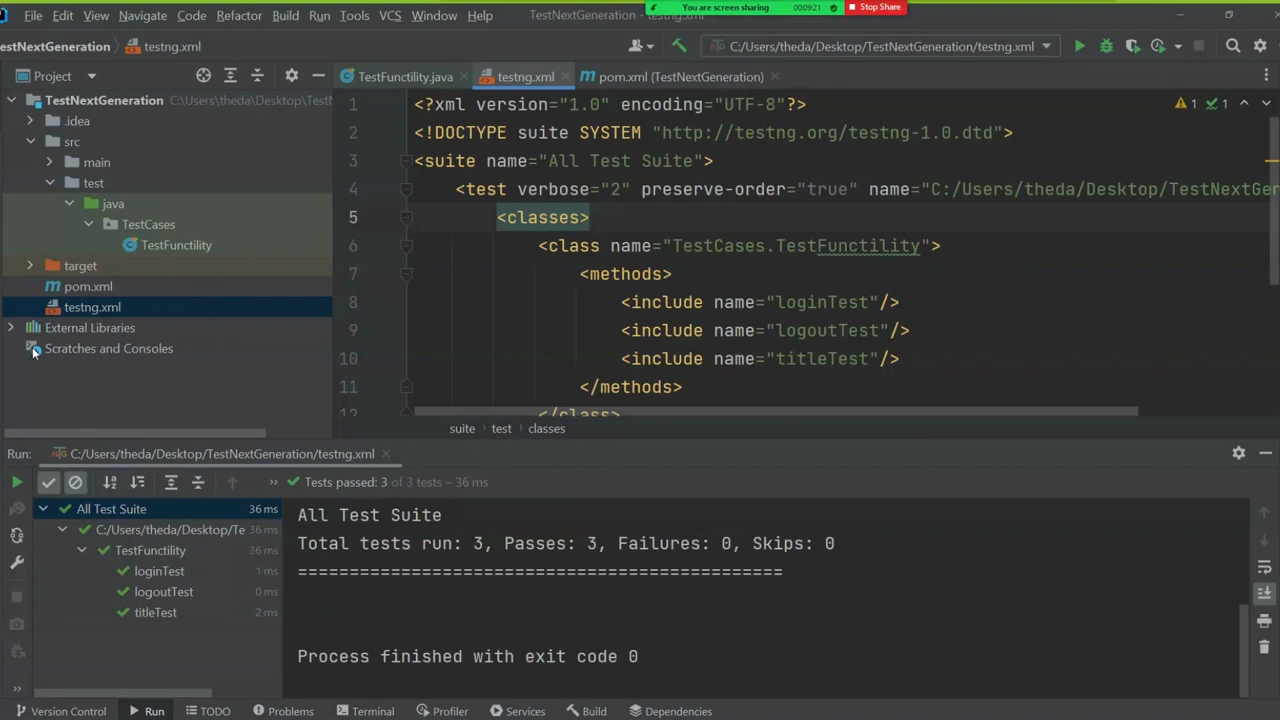 You are screen sharing 00:09:21 Stop Share
File Edit View Navigate Code Refactor Build Run Tools VCS Window Help TestNextGeneration - testng.xml
estNextGeneration testng.xml C:/Users/theda/Desktop/TestNextGeneration/testng.xml
Project
TestFunctility.java testng.xml pom.xml (TestNextGeneration)
TestNextGeneration C:\Users\theda\Desktop\TestN
.idea
src
main
test
java
TestCases
TestFunctility
target
pom.xml
testng.xml
External Libraries
Scratches and Consoles
1 <?xml version="1.0" encoding="UTF-8"?>
2 <!DOCTYPE suite SYSTEM "http://testng.org/testng-1.0.dtd">
3 <suite name="All Test Suite">
4 <test verbose="2" preserve-order="true" name="C:/Users/theda/Desktop/TestNextGen
5 <classes>
6 <class name="TestCases.TestFunctility">
7 <methods>
8 <include name="loginTest"/>
9 <include name="logoutTest"/>
10 <include name="titleTest"/>
11 </methods>
12 </class>
1 1
suite test classes
Run: C:/Users/theda/Desktop/TestNextGeneration/testng.xml
Tests passed: 3 of 3 tests – 36 ms
All Test Suite 36 ms
C:/Users/theda/Desktop/Te 36 ms
TestFunctility 36 ms
loginTest 1 ms
logoutTest 0 ms
titleTest 2 ms
All Test Suite
Total tests run: 3, Passes: 3, Failures: 0, Skips: 0
===============================================
Process finished with exit code 0
Version Control Run TODO Problems Terminal Profiler Services Build Dependencies